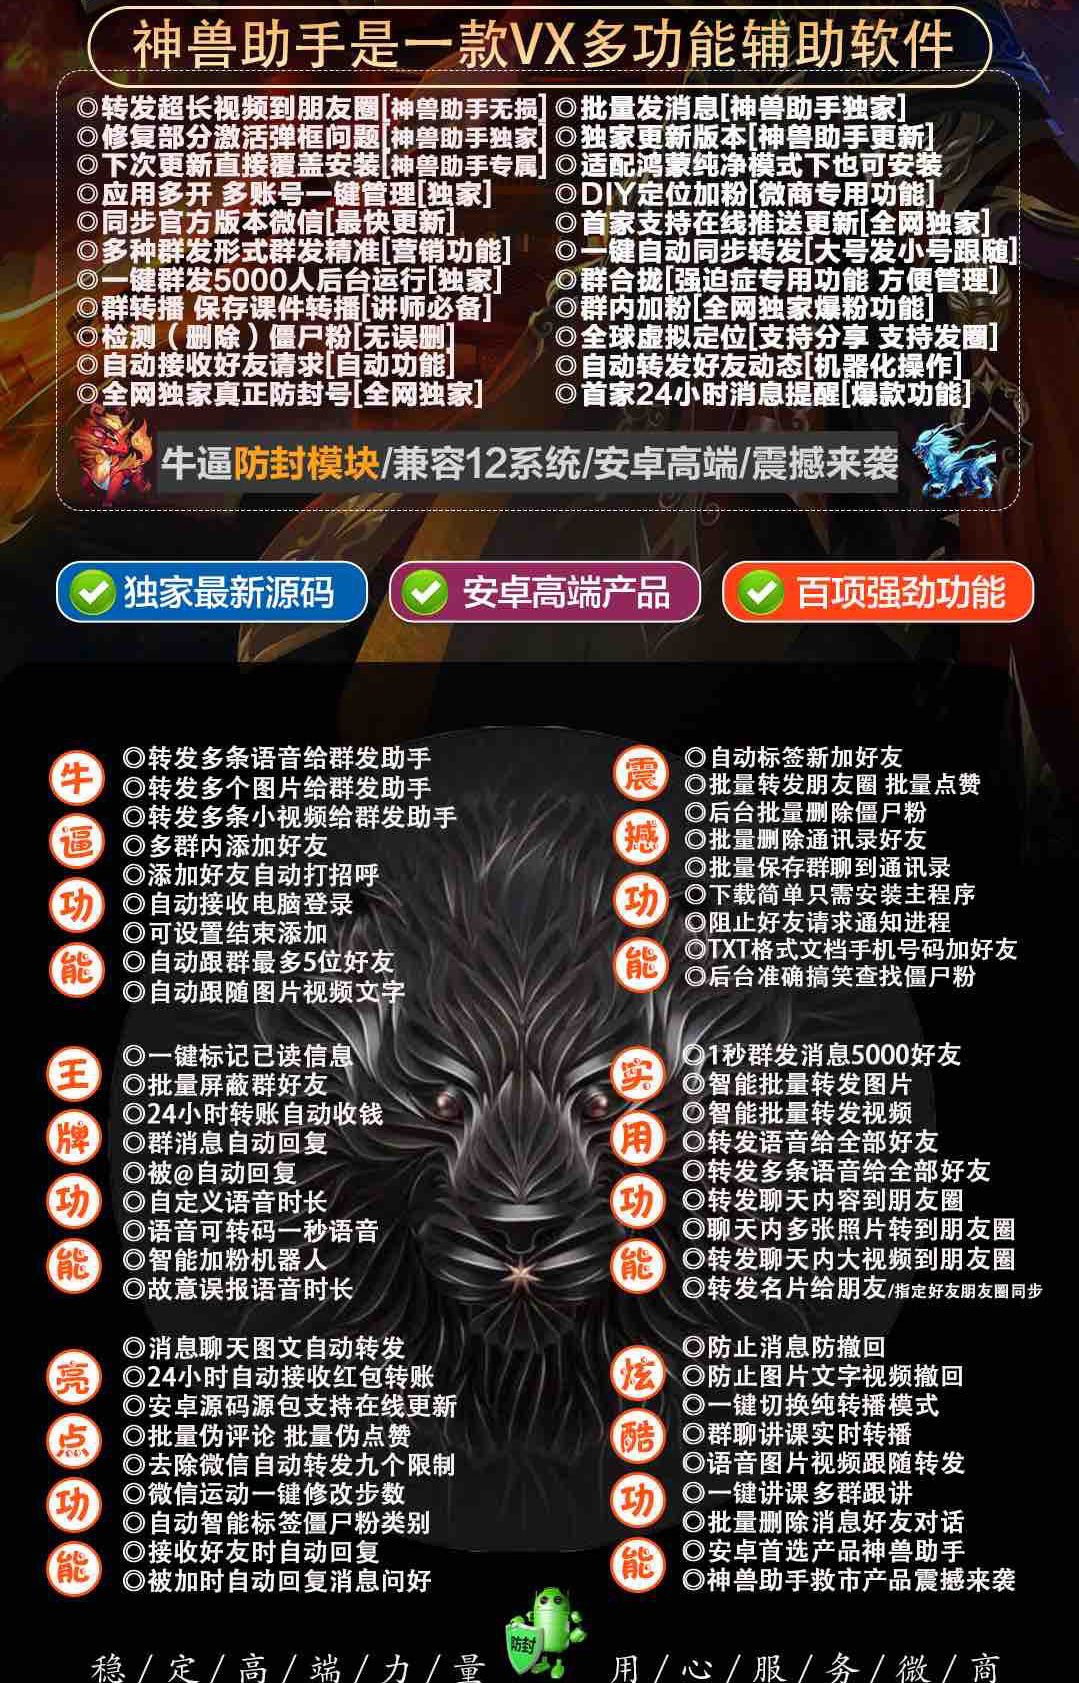 神兽助手是一款VX多功能辅助软件
◎转发超长视频到朋友圈[神兽助手无损]
◎修复部分激活弹框问题[神兽助手独家]
◎下次更新直接覆盖安装[神兽助手专属]
◎应用多开 多账号一键管理[独家]
◎同步官方版本微信[最快更新]
◎多种群发形式群发精准[营销功能]
◎一键群发5000人后台运行[独家]
◎群转播 保存课件转播[讲师必备]
◎检测（删除）僵尸粉[无误删]
◎自动接收好友请求[自动功能]
◎全网独家真正防封号[全网独家]
◎批量发消息[神兽助手独家]
◎独家更新版本[神兽助手更新]
◎适配鸿蒙纯净模式下也可安装
◎DIY定位加粉[微商专用功能]
◎首家支持在线推送更新[全网独家]
◎一键自动同步转发[大号发小号跟随]
◎群合拢[强迫症专用功能 方便管理]
◎群内加粉[全网独家爆粉功能]
◎全球虚拟定位[支持分享 支持发圈]
◎自动转发好友动态[机器化操作]
◎首家24小时消息提醒[爆款功能]
牛逼防封模块/兼容12系统/安卓高端/震撼来袭
独家最新源码
安卓高端产品
百项强劲功能
牛逼功能
◎转发多条语音给群发助手
◎转发多个图片给群发助手
◎转发多条小视频给群发助手
◎多群内添加好友
◎添加好友自动打招呼
◎自动接收电脑登录
◎可设置结束添加
◎自动跟群最多5位好友
◎自动跟随图片视频文字
震撼功能
◎自动标签新加好友
◎批量转发朋友圈 批量点赞
◎后台批量删除僵尸粉
◎批量删除通讯录好友
◎批量保存群聊到通讯录
◎下载简单只需安装主程序
◎阻止好友请求通知进程
◎TXT格式文档手机号码加好友
◎后台准确搞笑查找僵尸粉
王牌功能
◎一键标记已读信息
◎批量屏蔽群好友
◎24小时转账自动收钱
◎群消息自动回复
◎被@自动回复
◎自定义语音时长
◎语音可转码一秒语音
◎智能加粉机器人
◎故意误报语音时长
实用功能
◎1秒群发消息5000好友
◎智能批量转发图片
◎智能批量转发视频
◎转发语音给全部好友
◎转发多条语音给全部好友
◎转发聊天内容到朋友圈
◎聊天内多张照片转到朋友圈
◎转发聊天内大视频到朋友圈
◎转发名片给朋友/指定好友朋友圈同步
亮点功能
◎消息聊天图文自动转发
◎24小时自动接收红包转账
◎安卓源码源包支持在线更新
◎批量伪评论 批量伪点赞
◎去除微信自动转发九个限制
◎微信运动一键修改步数
◎自动智能标签僵尸粉类别
◎接收好友时自动回复
◎被加时自动回复消息问好
炫酷功能
◎防止消息防撤回
◎防止图片文字视频撤回
◎一键切换纯转播模式
◎群聊讲课实时转播
◎语音图片视频跟随转发
◎一键讲课多群跟讲
◎批量删除消息好友对话
◎安卓首选产品神兽助手
◎神兽助手救市产品震撼来袭
防封
稳/定/高/端/力/量
用/心/服/务/微/商